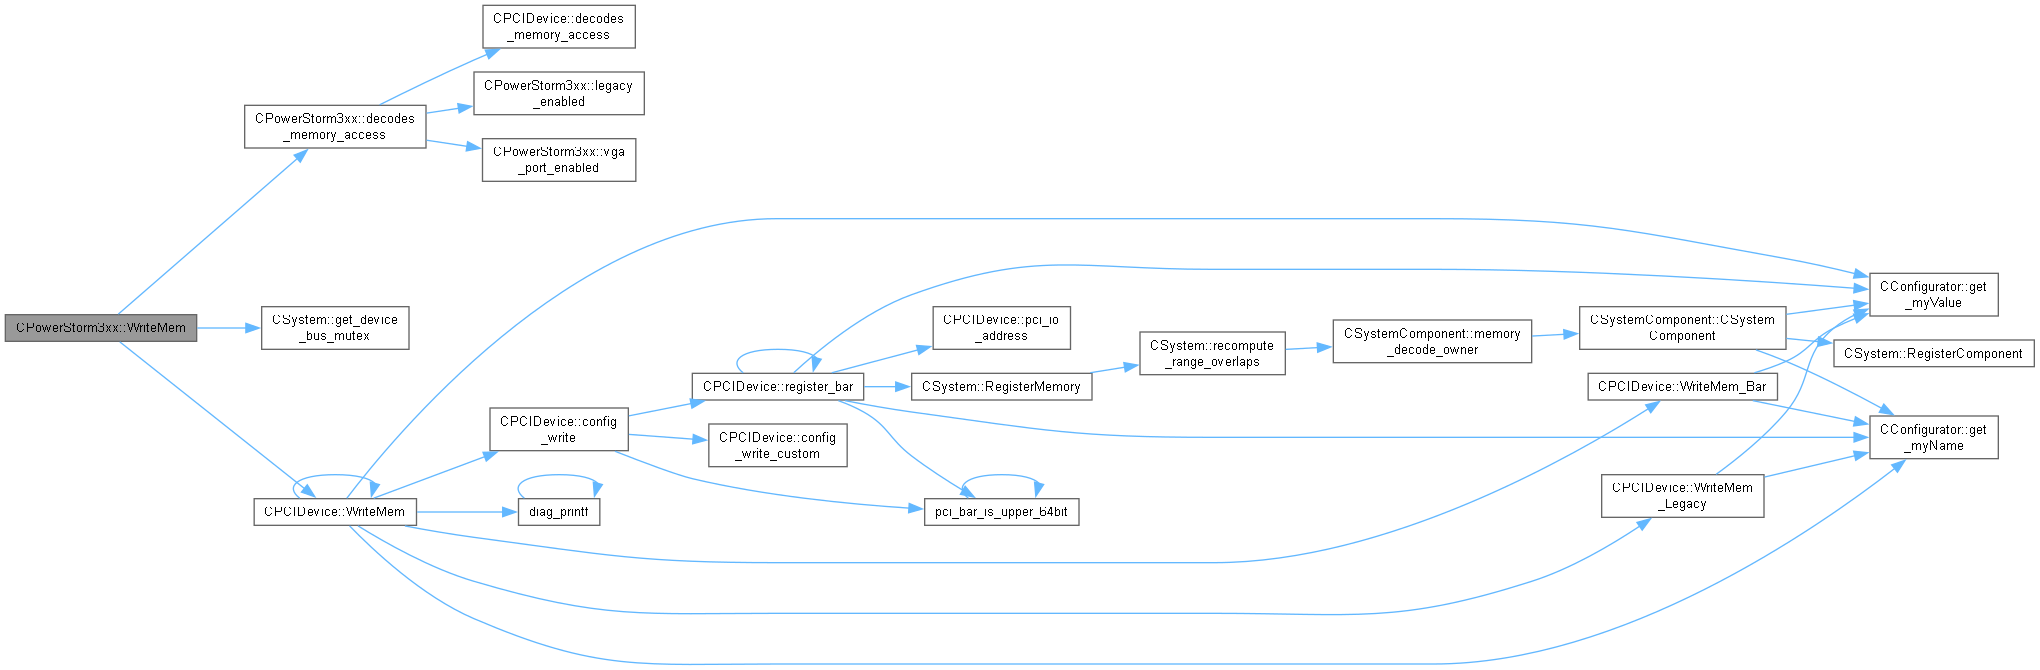 CPCIDevice::decodes
_memory_access
CPowerStorm3xx::legacy
_enabled
CPowerStorm3xx::decodes
_memory_access
CPowerStorm3xx::vga
_port_enabled
CPowerStorm3xx::WriteMem
CSystem::get_device
_bus_mutex
CPCIDevice::WriteMem
CPCIDevice::config
_write
diag_printf
CPCIDevice::register_bar
CPCIDevice::config
_write_custom
CPCIDevice::pci_io
_address
CSystem::RegisterMemory
pci_bar_is_upper_64bit
CSystem::recompute
_range_overlaps
CSystemComponent::memory
_decode_owner
CSystemComponent::CSystem
Component
CPCIDevice::WriteMem_Bar
CPCIDevice::WriteMem
_Legacy
CConfigurator::get
_myValue
CSystem::RegisterComponent
CConfigurator::get
_myName